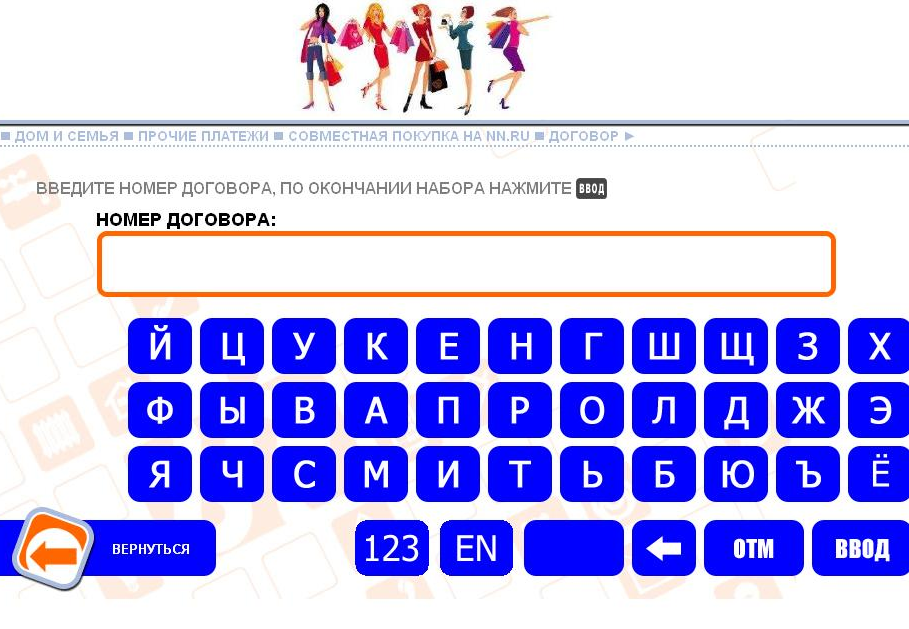 ДОМ И СЕМЬЯ ПРОЧИЕ ПЛАТЕЖИ СОВМЕСТНАЯ ПОКУПКА НА NN.RU ДОГОВОР
ВВЕДИТЕ НОМЕР ДОГОВОРА, ПО ОКОНЧАНИИ НАБОРА НАЖМИТЕ ВВОД
НОМЕР ДОГОВОРА:
Й Ц У К Е Н Г Ш Щ З Х
Ф Ы В А П Р О Л Д Ж Э
Я Ч С М И Т Ь Б Ю Ъ Ё
ВЕРНУТЬСЯ 123 EN ОТМ ВВОД